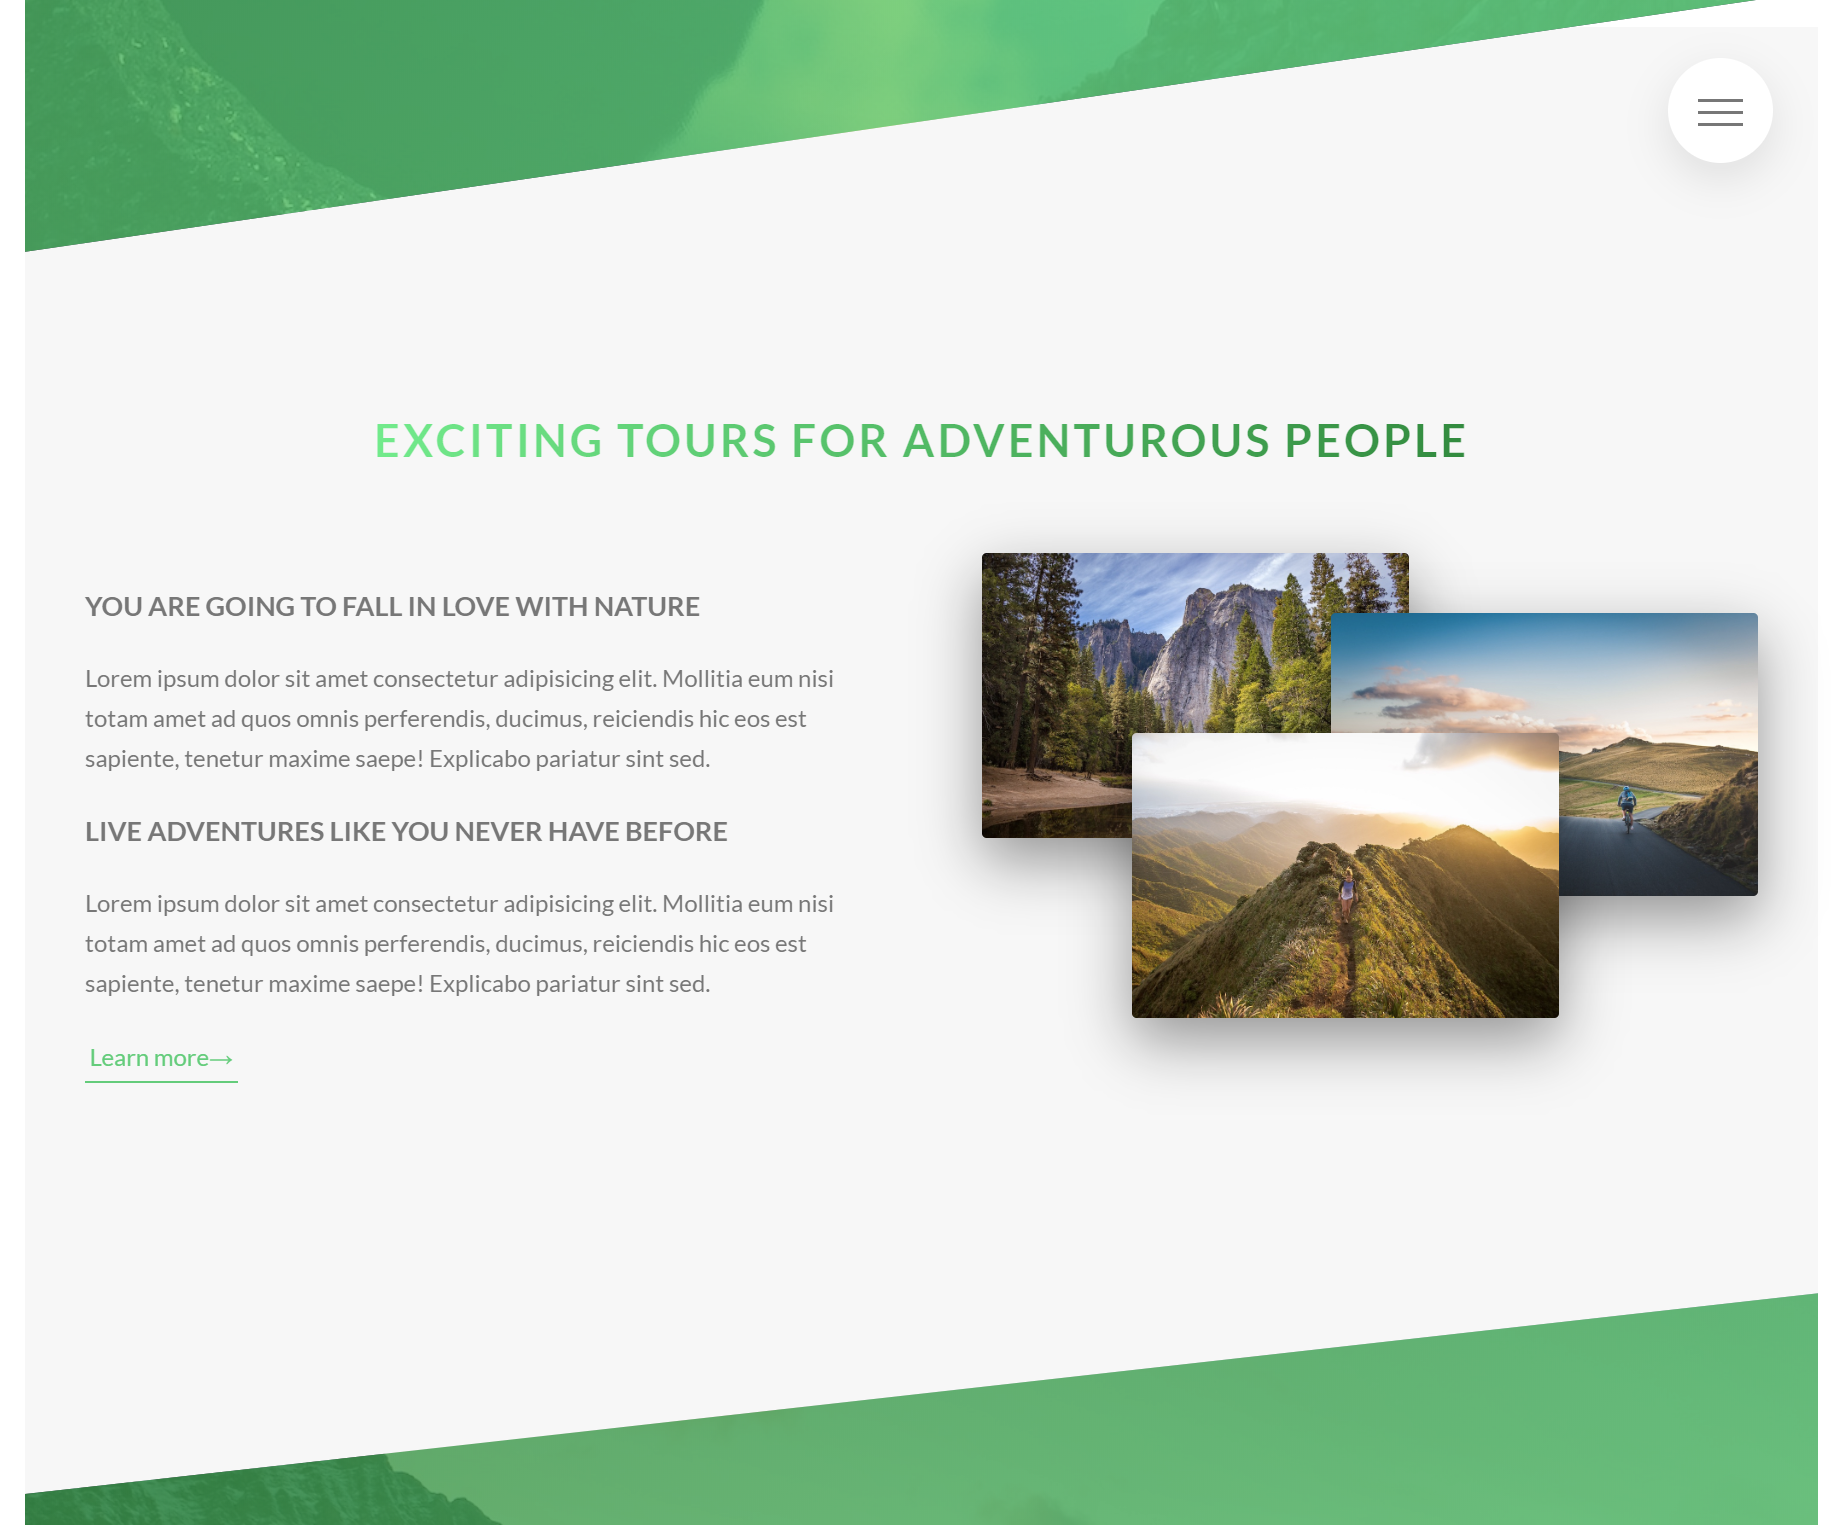 EXCITING TOURS FOR ADVENTUROUS PEOPLE
YOU ARE GOING TO FALL IN LOVE WITH NATURE
Lorem ipsum dolor sit amet consectetur adipisicing elit. Mollitia eum nisi
totam amet ad quos omnis perferendis, ducimus, reiciendis hic eos est
sapiente, tenetur maxime saepe! Explicabo pariatur sint sed.
LIVE ADVENTURES LIKE YOU NEVER HAVE BEFORE
Lorem ipsum dolor sit amet consectetur adipisicing elit. Mollitia eum nisi
totam amet ad quos omnis perferendis, ducimus, reiciendis hic eos est
sapiente, tenetur maxime saepe! Explicabo pariatur sint sed.
Learn more→